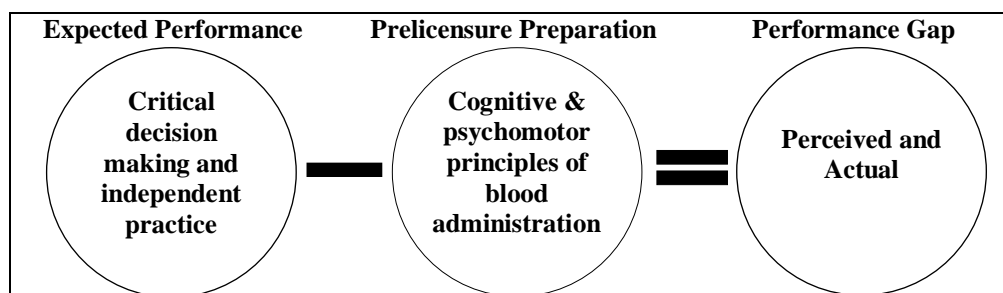 Expected Performance
Prelicensure Preparation
Performance Gap
Critical
decision
making and
independent
practice
Cognitive &
psychomotor
principles of
blood
administration
Perceived and
Actual